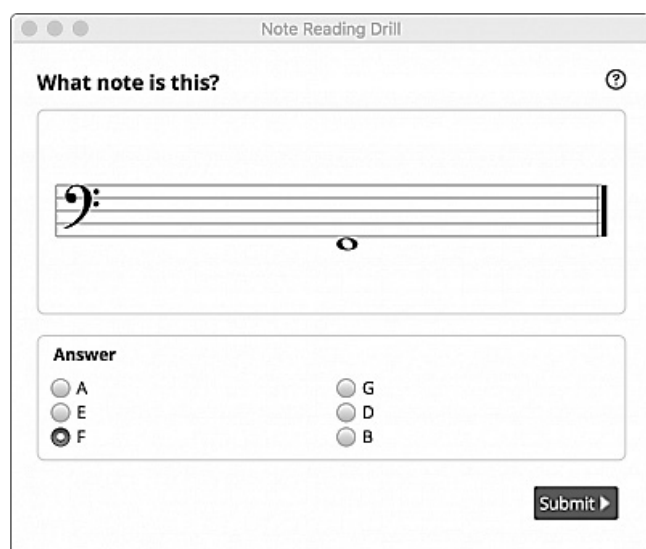 Note Reading Drill
What note is this?
?
Answer
A
G
E
D
F
B
Submit